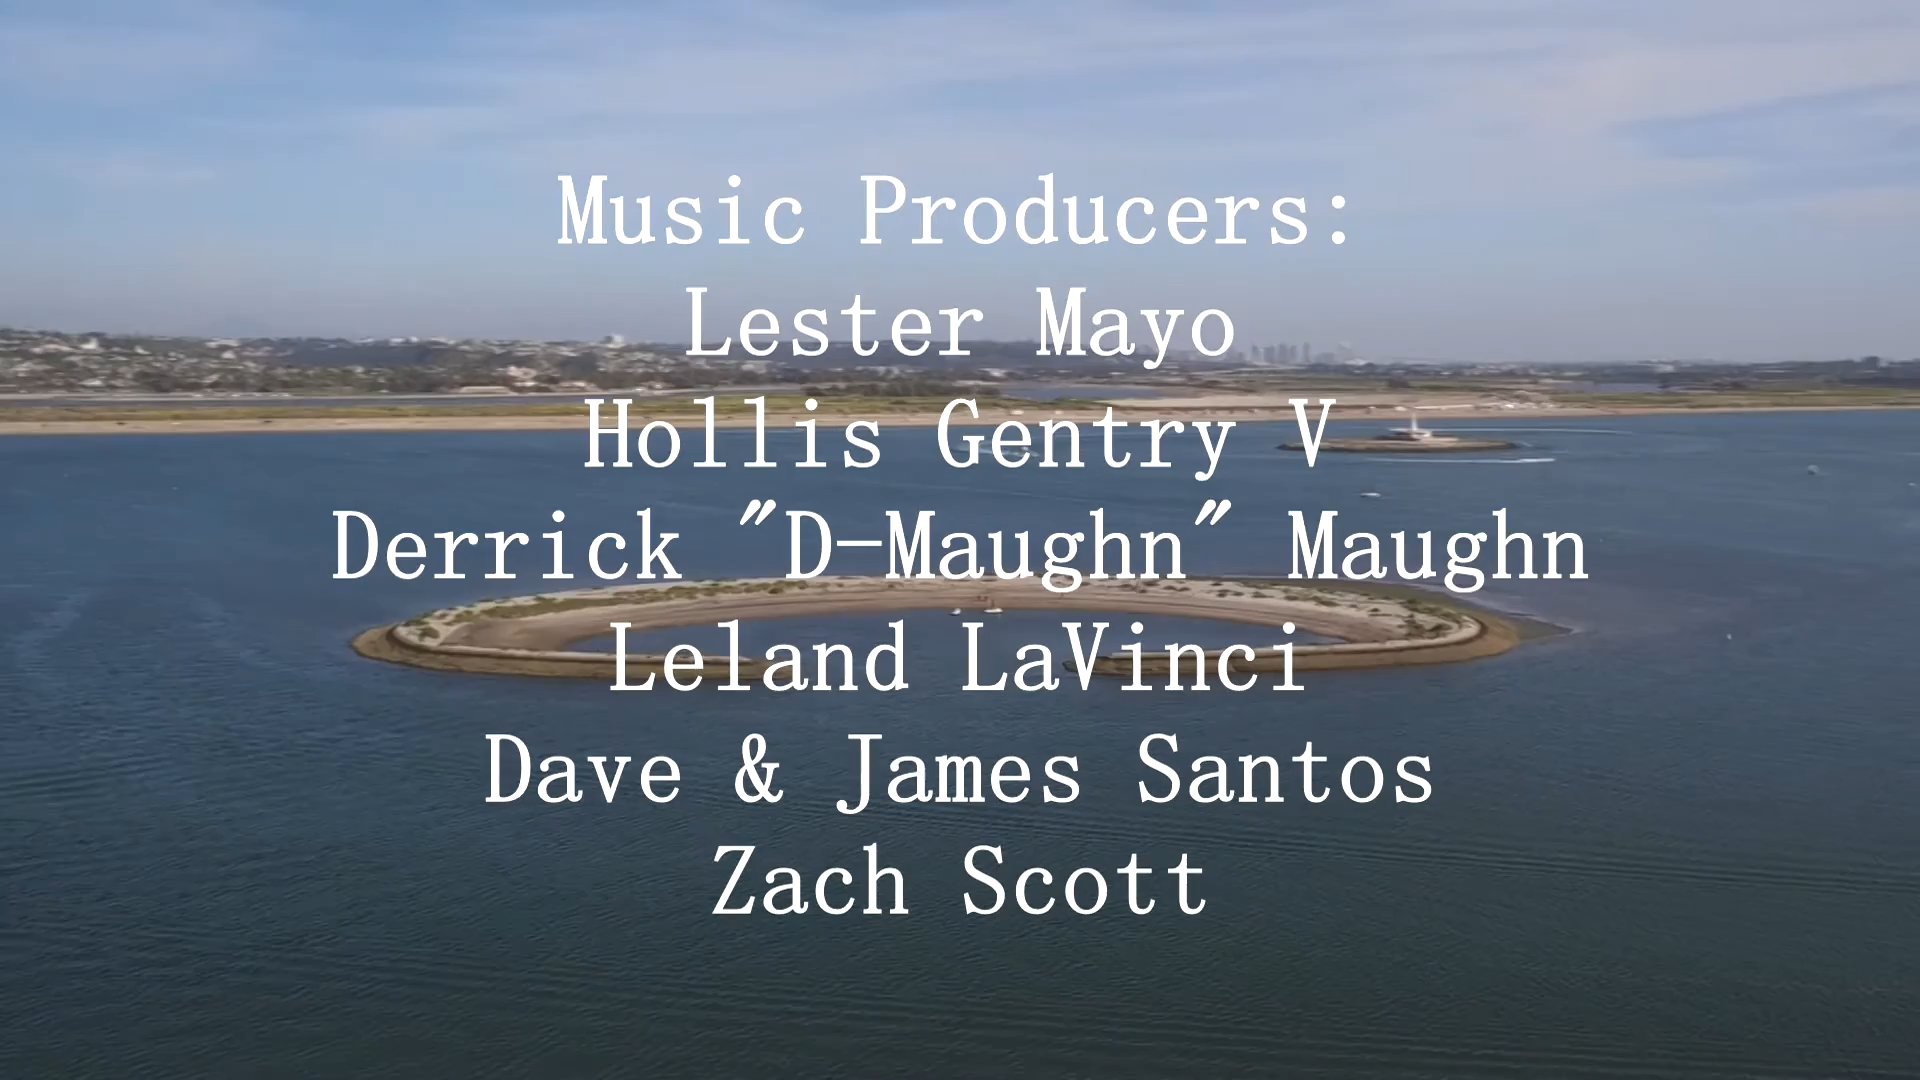 Music Producers:
Lester Mayo
Hollis Gentry V
Derrick "D-Maughn" Maughn
Leland LaVinci
Dave & James Santos
Zach Scott